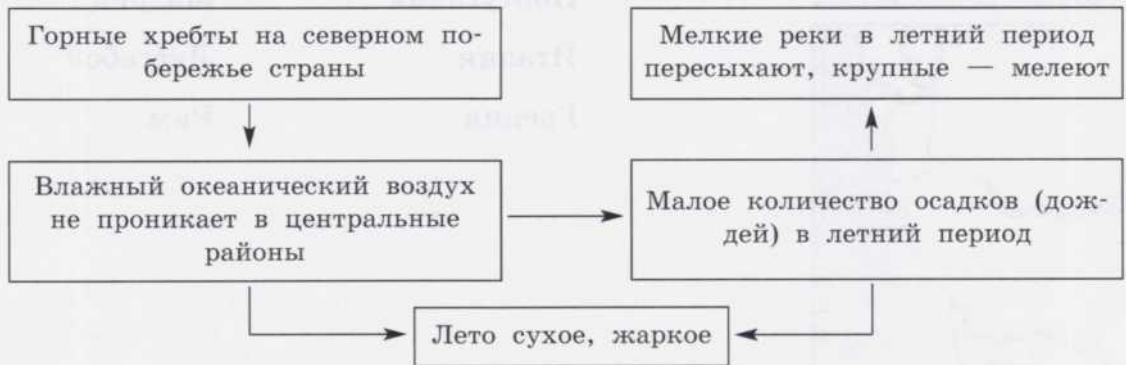 Горные хребты на северном по-
бережье страны
Мелкие реки в летний период
пересыхают, крупные — мелеют
Влажный океанический воздух
не проникает в центральные
районы
Малое количество осадков (дож-
дей) в летний период
Лето сухое, жаркое